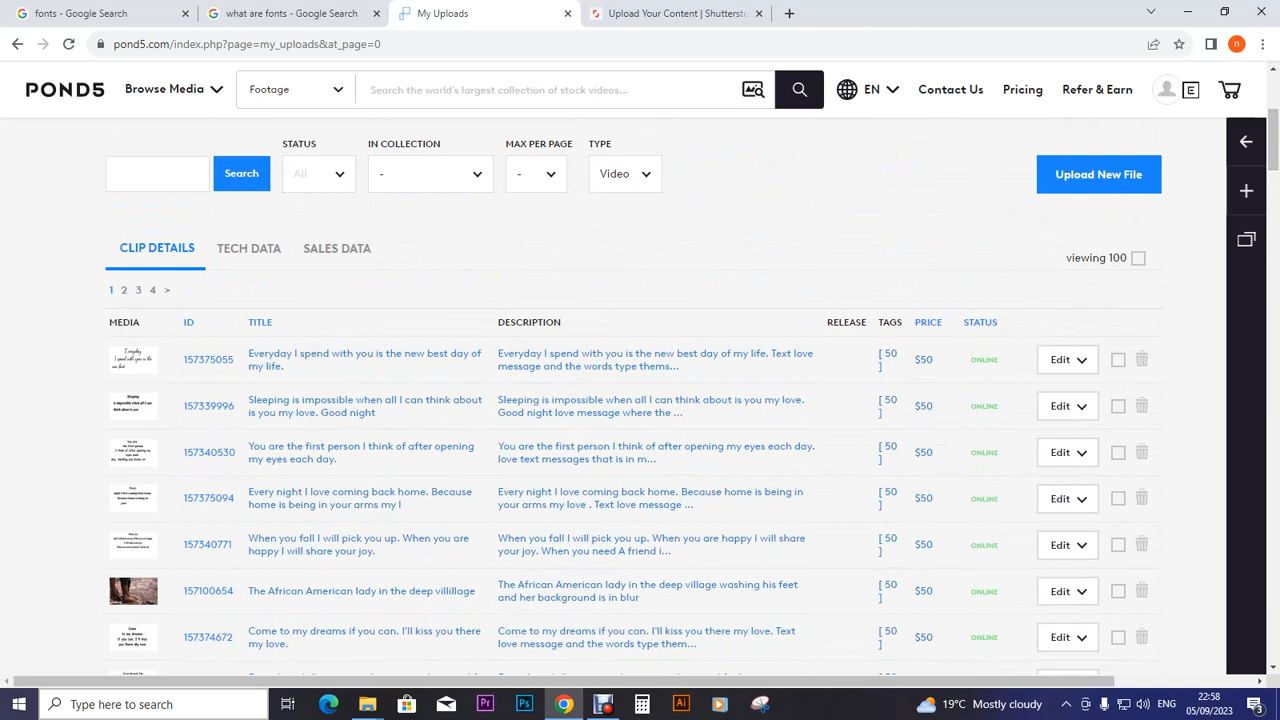 fonts - Google Search
what are fonts - Google Search
My Uploads
Upload Your Content | Shutterst
pond5.com/index.php?page=my_uploads&at_page=0
n
POND5
Browse Media
Footage
Search the world's largest collection of stock videos...
EN
Contact Us
Pricing
Refer & Earn
E
STATUS
IN COLLECTION
MAX PER PAGE
TYPE
Search
All
-
-
Video
Upload New File
CLIP DETAILS
TECH DATA
SALES DATA
viewing 100
1 2 3 4 >
MEDIA ID TITLE DESCRIPTION RELEASE TAGS PRICE STATUS
157375055
Everyday I spend with you is the new best day of
my life.
Everyday I spend with you is the new best day of my life. Text love
message and the words type thems...
[ 50
]
$50
ONLINE
Edit
157339996
Sleeping is impossible when all I can think about
is you my love. Good night
Sleeping is impossible when all I can think about is you my love.
Good night love message where the ...
[ 50
]
$50
ONLINE
Edit
157340530
You are the first person I think of after opening
my eyes each day.
You are the first person I think of after opening my eyes each day.
love text messages that is in m...
[ 50
]
$50
ONLINE
Edit
157375094
Every night I love coming back home. Because
home is being in your arms my l
Every night I love coming back home. Because home is being in
your arms my love . Text love message ...
[ 50
]
$50
ONLINE
Edit
157340771
When you fall I will pick you up. When you are
happy I will share your joy.
When you fall I will pick you up. When you are happy I will share
your joy. When you need A friend i...
[ 50
]
$50
ONLINE
Edit
157100654
The African American lady in the deep villillage
The African American lady in the deep village washing his feet
and her background is in blur
[ 50
]
$50
ONLINE
Edit
157374672
Come to my dreams if you can. I'll kiss you there
my love.
Come to my dreams if you can. I'll kiss you there my love. Text
love message and the words type them...
[ 50
]
$50
ONLINE
Edit
Type here to search
19°C Mostly cloudy
ENG
22:58
05/09/2023
3